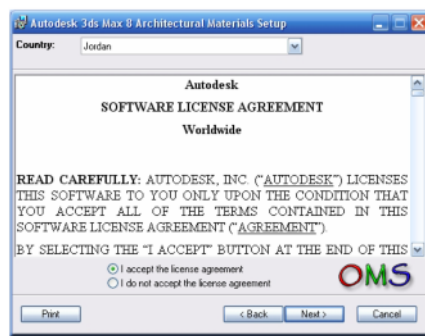 Autodesk 3ds Max 8 Architectural Materials Setup
Country: Jordan
Autodesk
SOFTWARE LICENSE AGREEMENT
Worldwide
READ CAREFULLY: AUTODESK, INC. ("AUTODESK") LICENSES
THIS SOFTWARE TO YOU ONLY UPON THE CONDITION THAT
YOU ACCEPT ALL OF THE TERMS CONTAINED IN THIS
SOFTWARE LICENSE AGREEMENT ("AGREEMENT").
BY SELECTING THE "I ACCEPT" BUTTON AT THE END OF THIS
I accept the license agreement
I do not accept the license agreement
OMS
Print < Back Next > Cancel